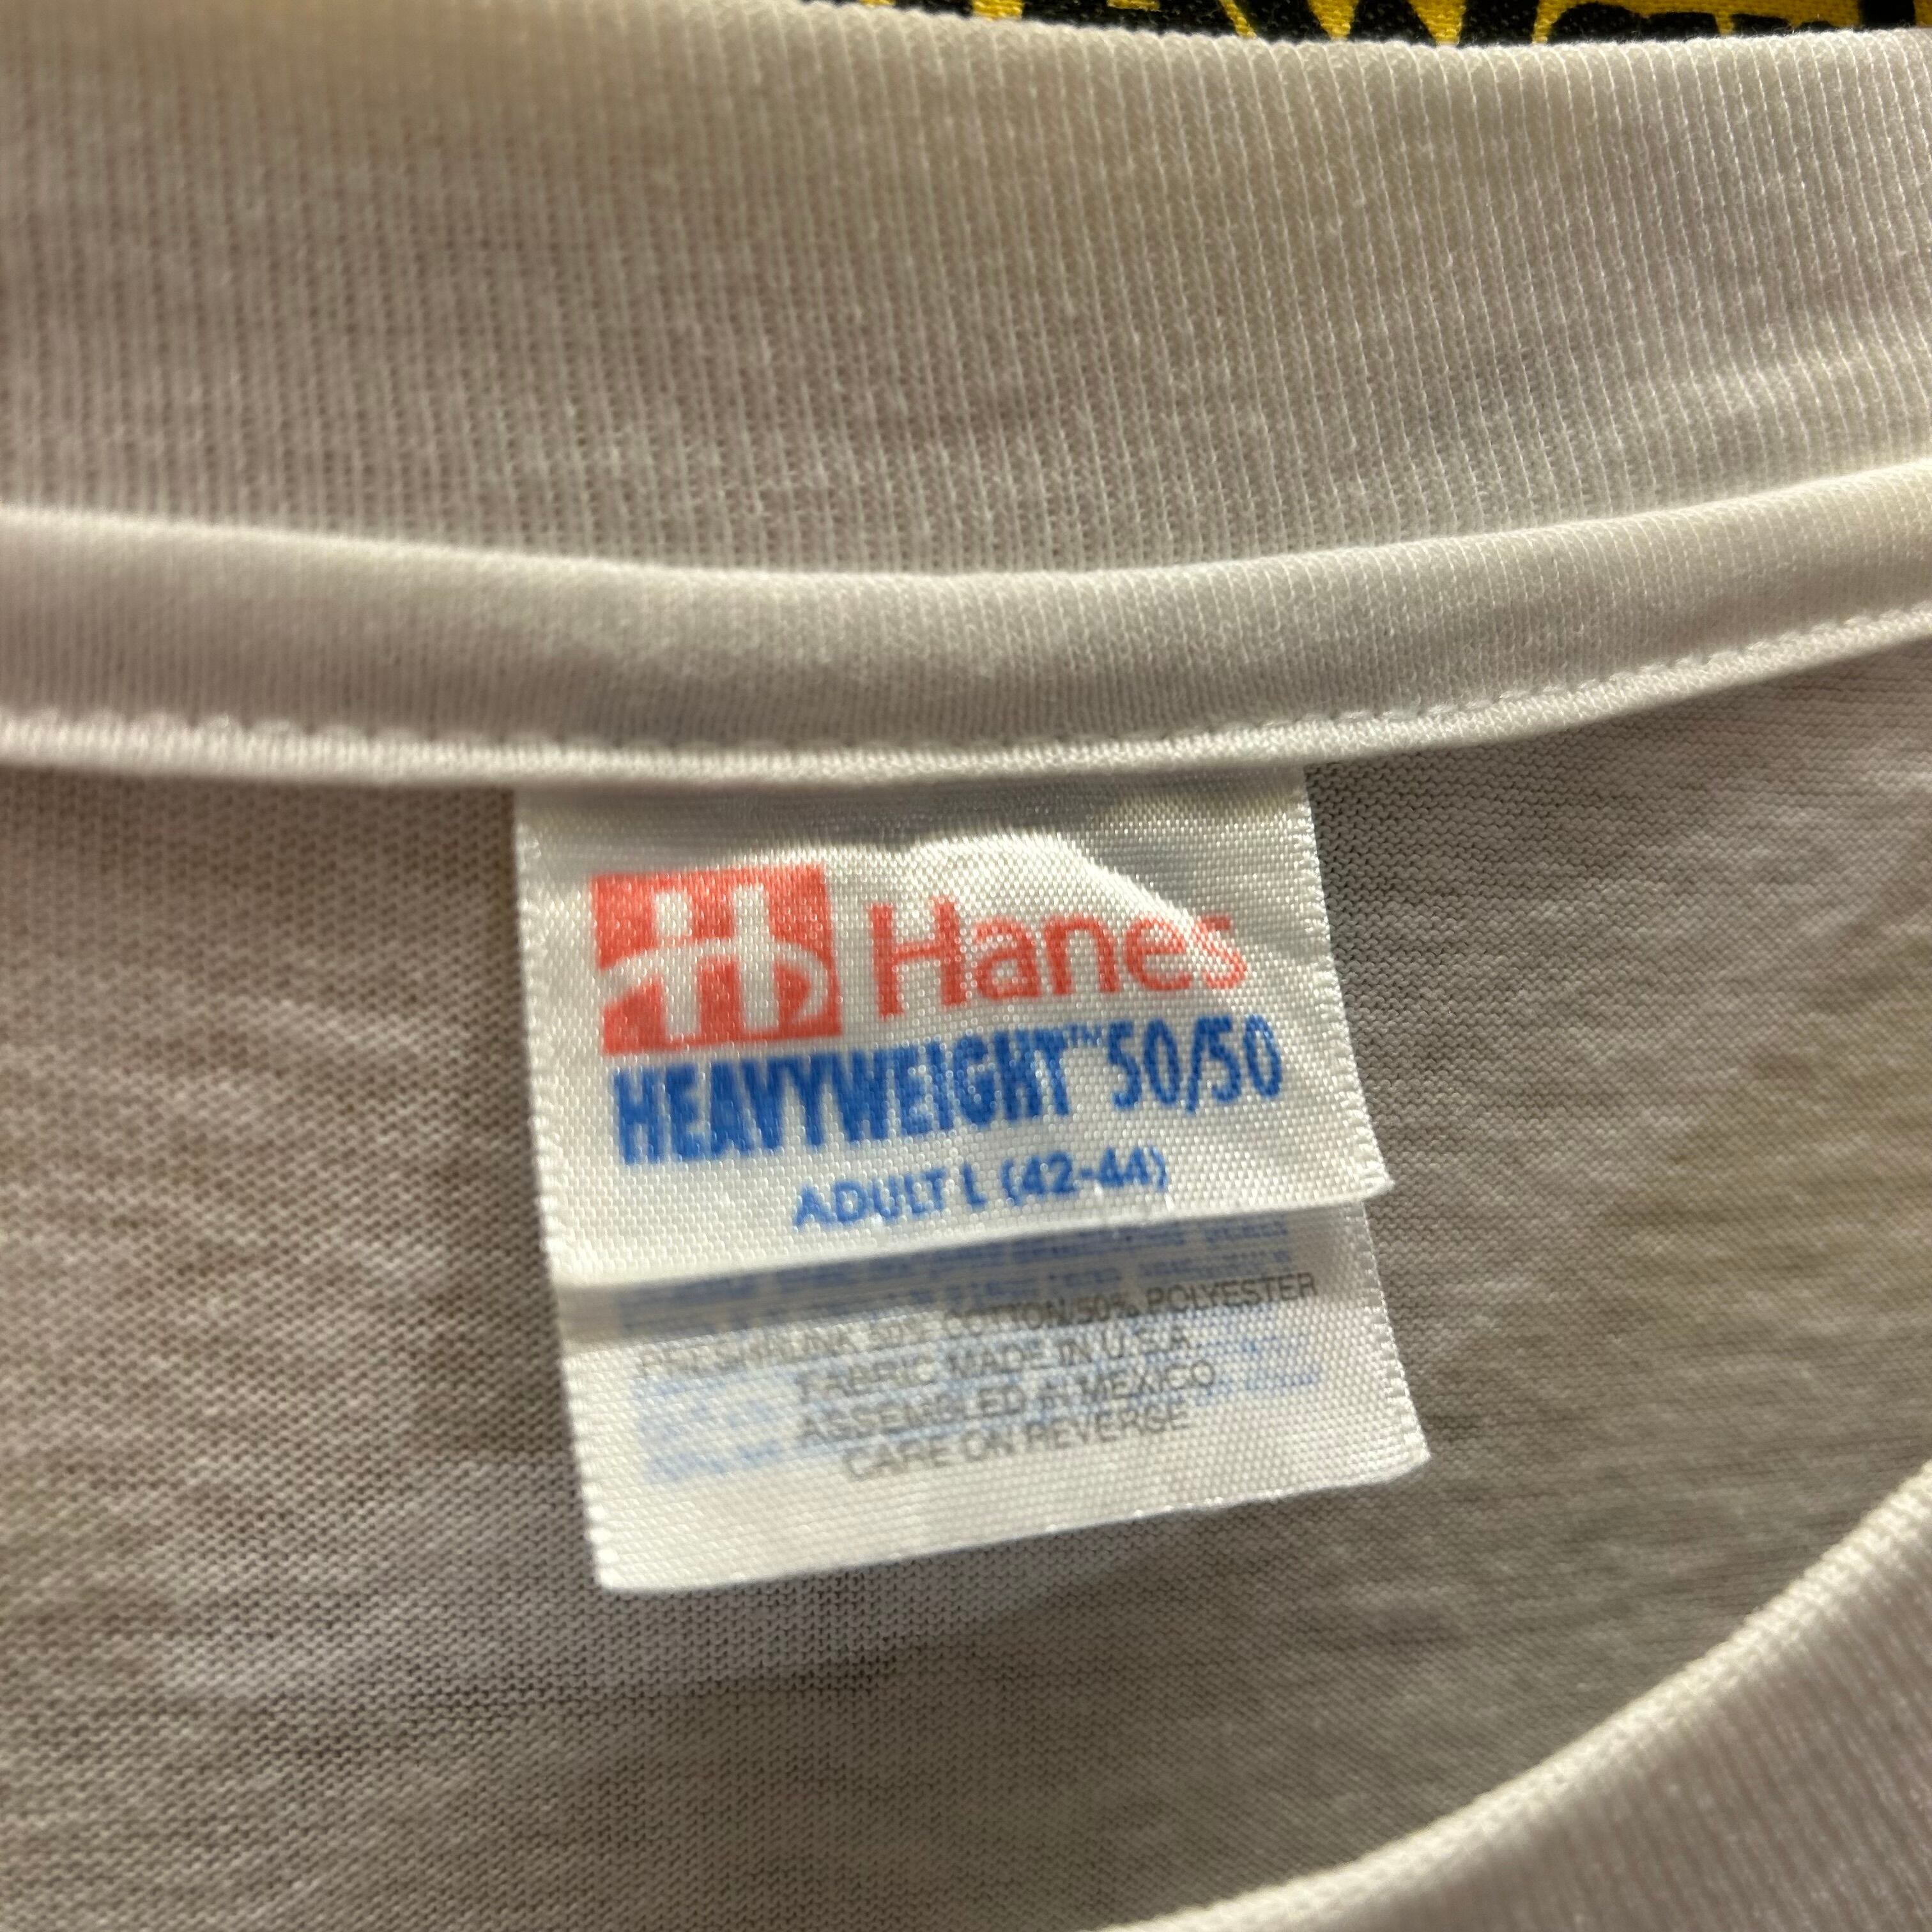 Hanes
HEAVYWEIGHT™ 50/50
ADULT L (42-44)
PRESHRUNK 50% COTTON/50% POLYESTER
FABRIC MADE IN U.S.A.
ASSEMBLED IN MEXICO
CARE ON REVERSE